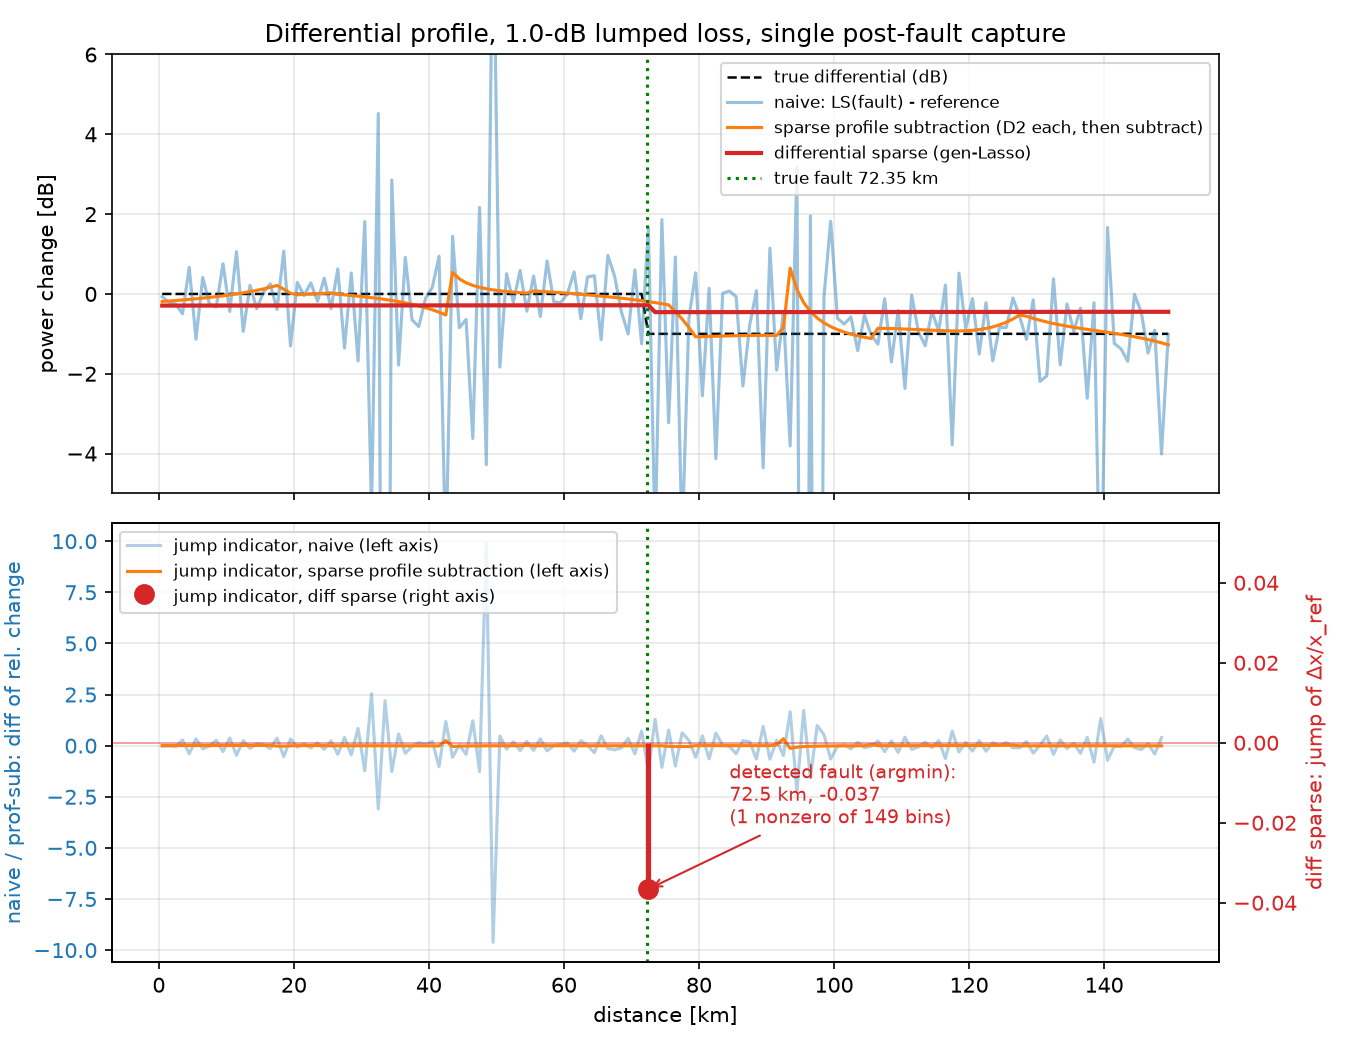 Differential profile, 1.0-dB lumped loss, single post-fault capture
power change [dB]
6
4
2
0
−2
−4
true differential (dB)
naive: LS(fault) - reference
sparse profile subtraction (D2 each, then subtract)
differential sparse (gen-Lasso)
true fault 72.35 km
naive / prof-sub: diff of rel. change
10.0
7.5
5.0
2.5
0.0
−2.5
−5.0
−7.5
−10.0
jump indicator, naive (left axis)
jump indicator, sparse profile subtraction (left axis)
jump indicator, diff sparse (right axis)
detected fault (argmin):
72.5 km, -0.037
(1 nonzero of 149 bins)
0.04
0.02
0.00
−0.02
−0.04
diff sparse: jump of Δx/x_ref
0 20 40 60 80 100 120 140
distance [km]